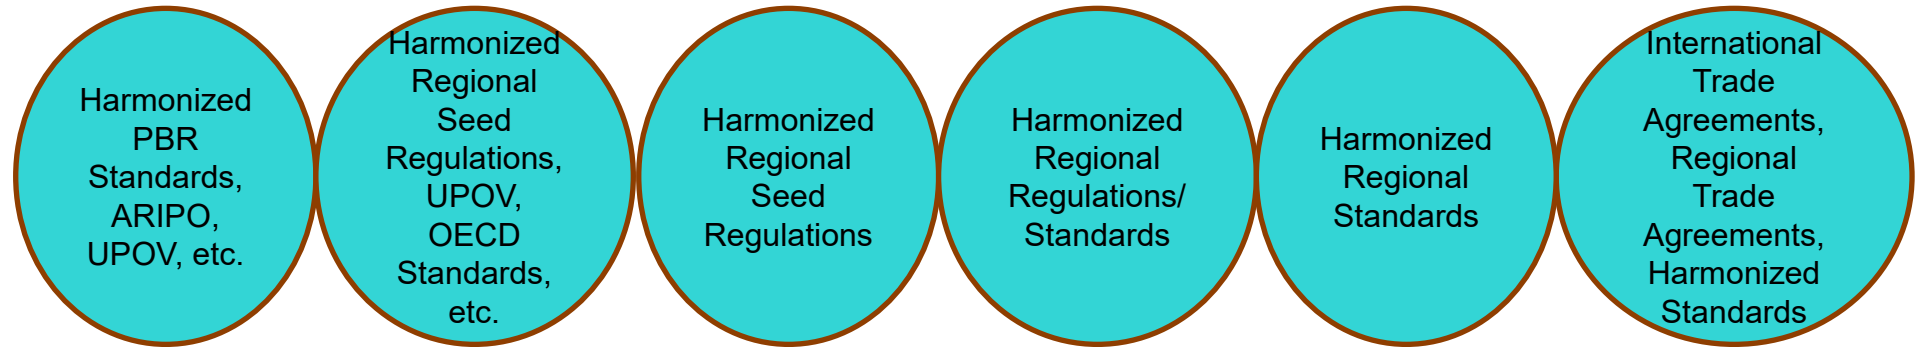 Harmonized
PBR
Standards,
ARIPO,
UPOV, etc.
Harmonized
Regional
Seed
Regulations,
UPOV,
OECD
Standards,
etc.
Harmonized
Regional
Seed
Regulations
Harmonized
Regional
Regulations/
Standards
Harmonized
Regional
Standards
International
Trade
Agreements,
Regional
Trade
Agreements,
Harmonized
Standards